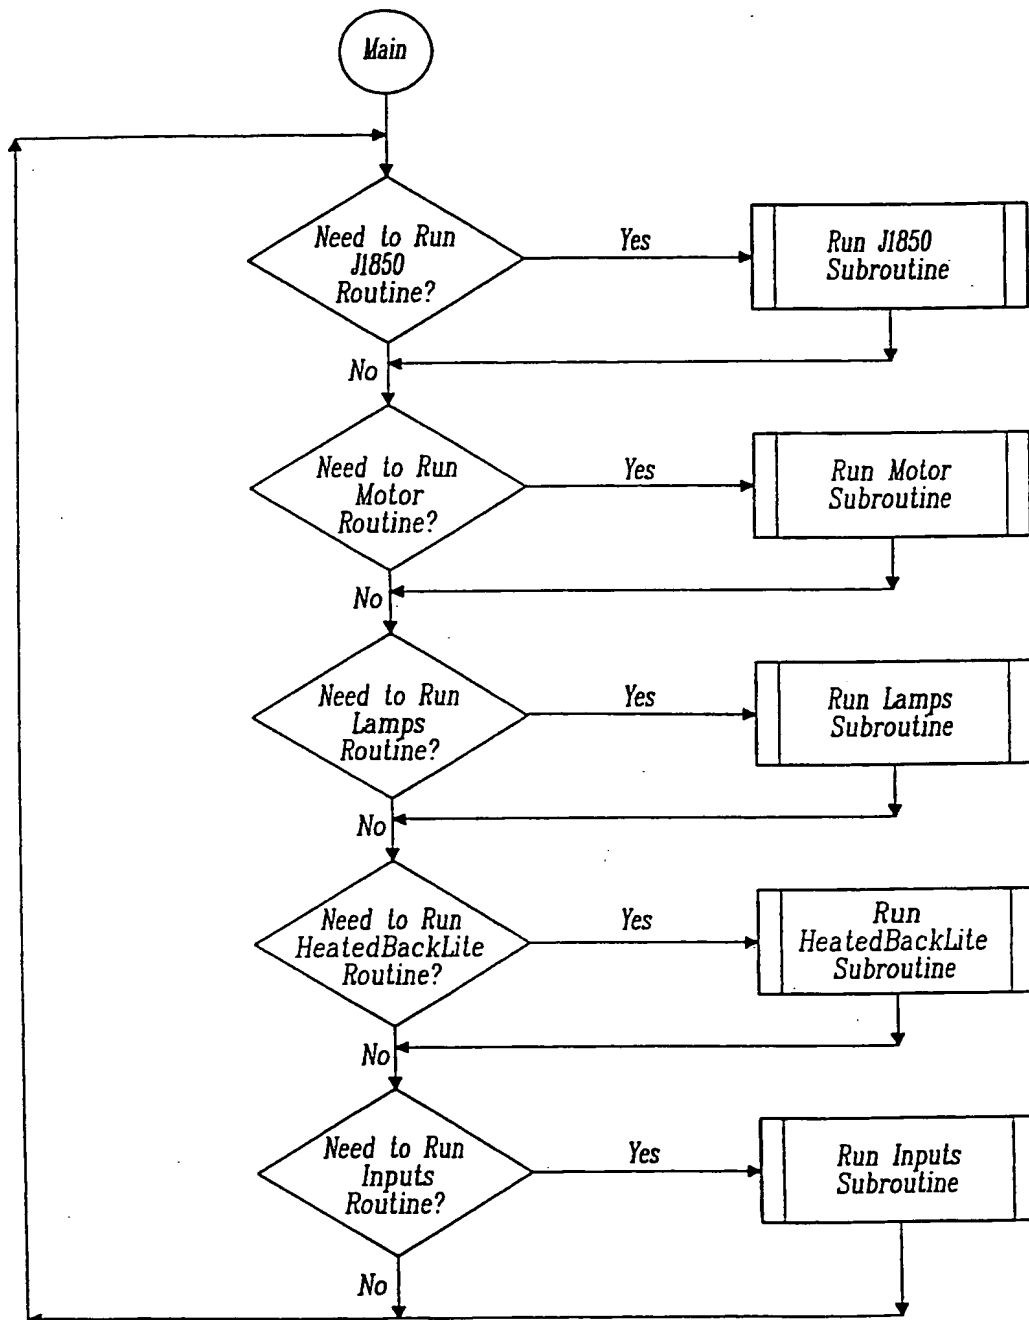 Main
Need to Run
J1850
Routine?
Yes
Run J1850
Subroutine
No
Need to Run
Motor
Routine?
Yes
Run Motor
Subroutine
No
Need to Run
Lamps
Routine?
Yes
Run Lamps
Subroutine
No
Need to Run
HeatedBackLite
Routine?
Yes
Run
HeatedBackLite
Subroutine
No
Need to Run
Inputs
Routine?
Yes
Run Inputs
Subroutine
No